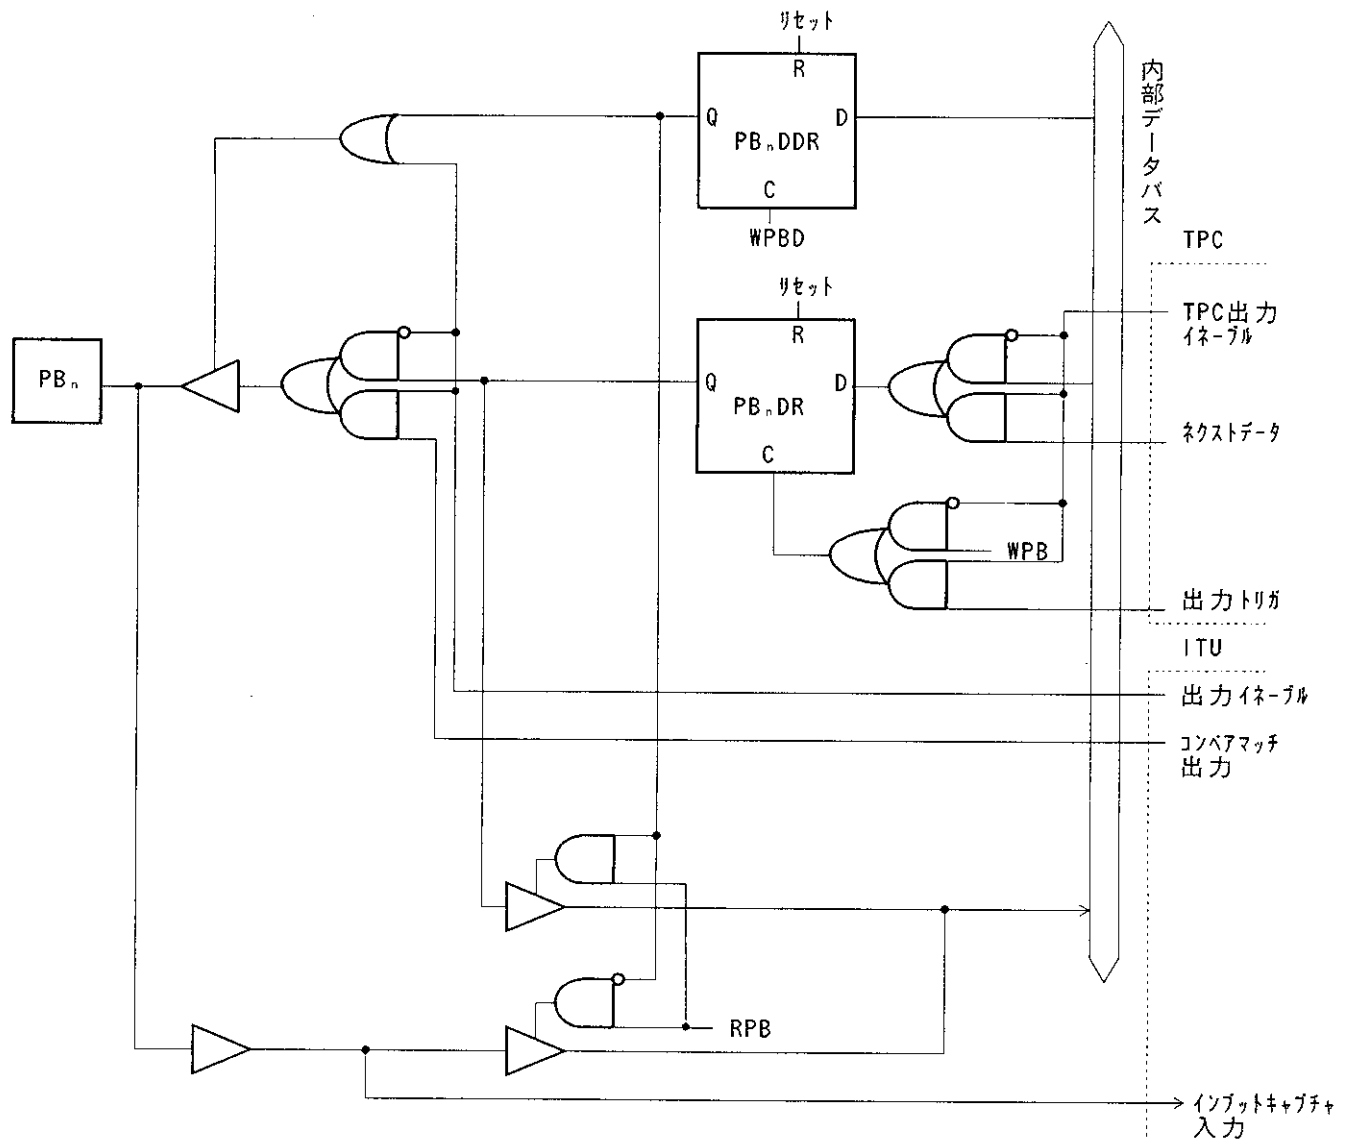 リセット
R
Q
D
PBnDDR
C
WPBD
内部データバス
TPC
リセット
R
TPC出力
イネーブル
PBn
Q
D
PBnDR
C
ネクストデータ
WPB
出力トリガ
ITU
出力イネーブル
コンペアマッチ
出力
RPB
インプットキャプチャ
入力